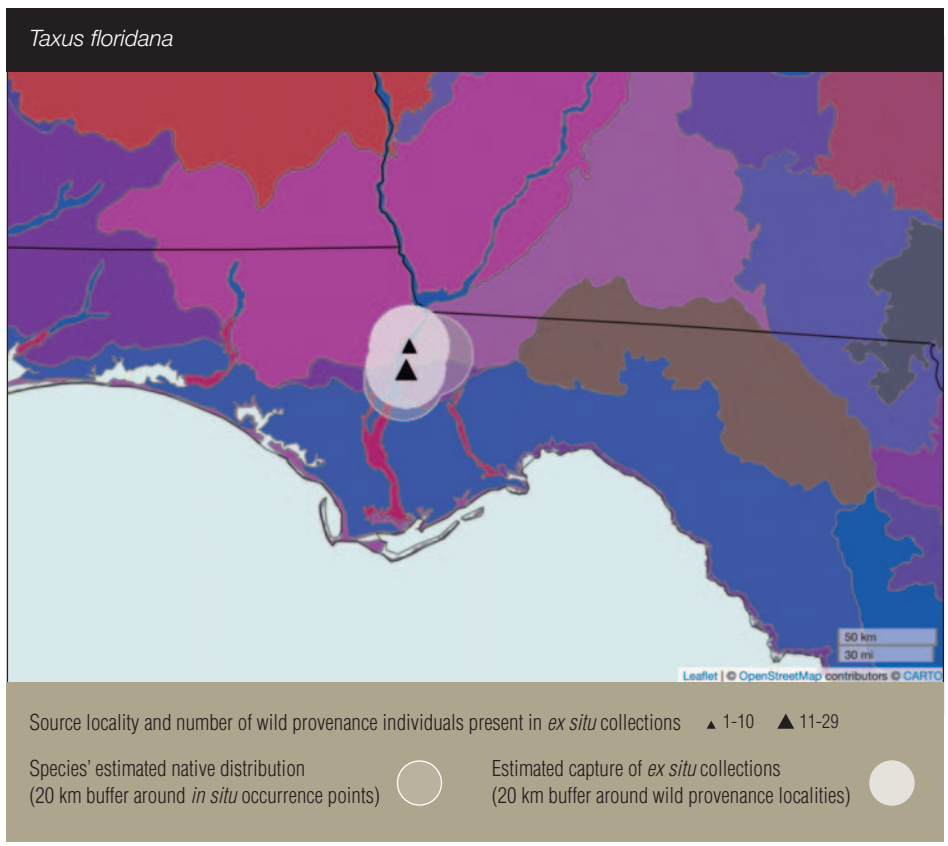 Taxus floridana
50 km
30 mi
Leaflet | © OpenStreetMap contributors © CARTO
Source locality and number of wild provenance individuals present in ex situ collections 1-10 11-29
Species' estimated native distribution
(20 km buffer around in situ occurrence points)
Estimated capture of ex situ collections
(20 km buffer around wild provenance localities)